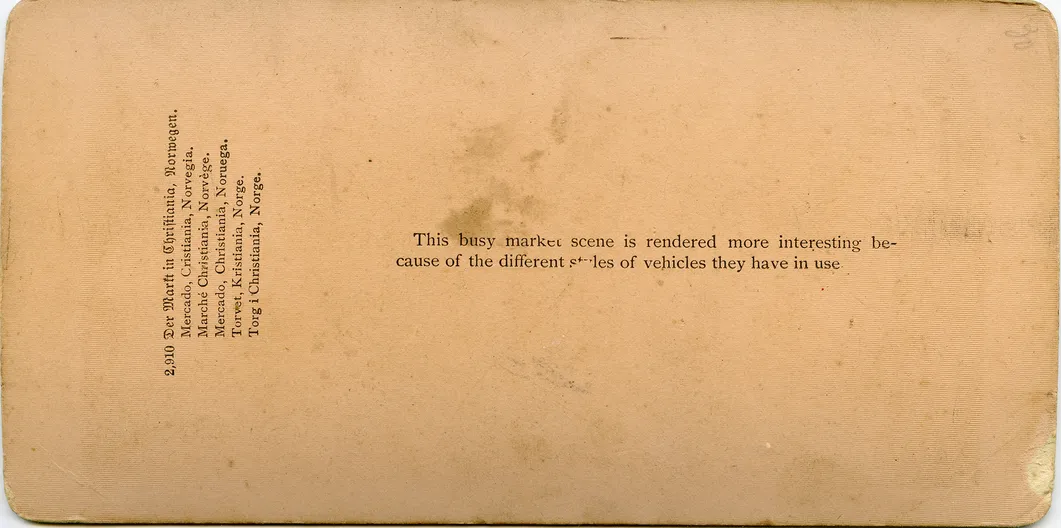 2,910 Der Markt in Christiania, Norwegen.
Mercado, Cristiania, Norvegia.
Marché Christiania, Norvège.
Mercado, Christiania, Noruega.
Torvet, Kristiania, Norge.
Torg i Christiania, Norge.
This busy market scene is rendered more interesting be-
cause of the different styles of vehicles they have in use